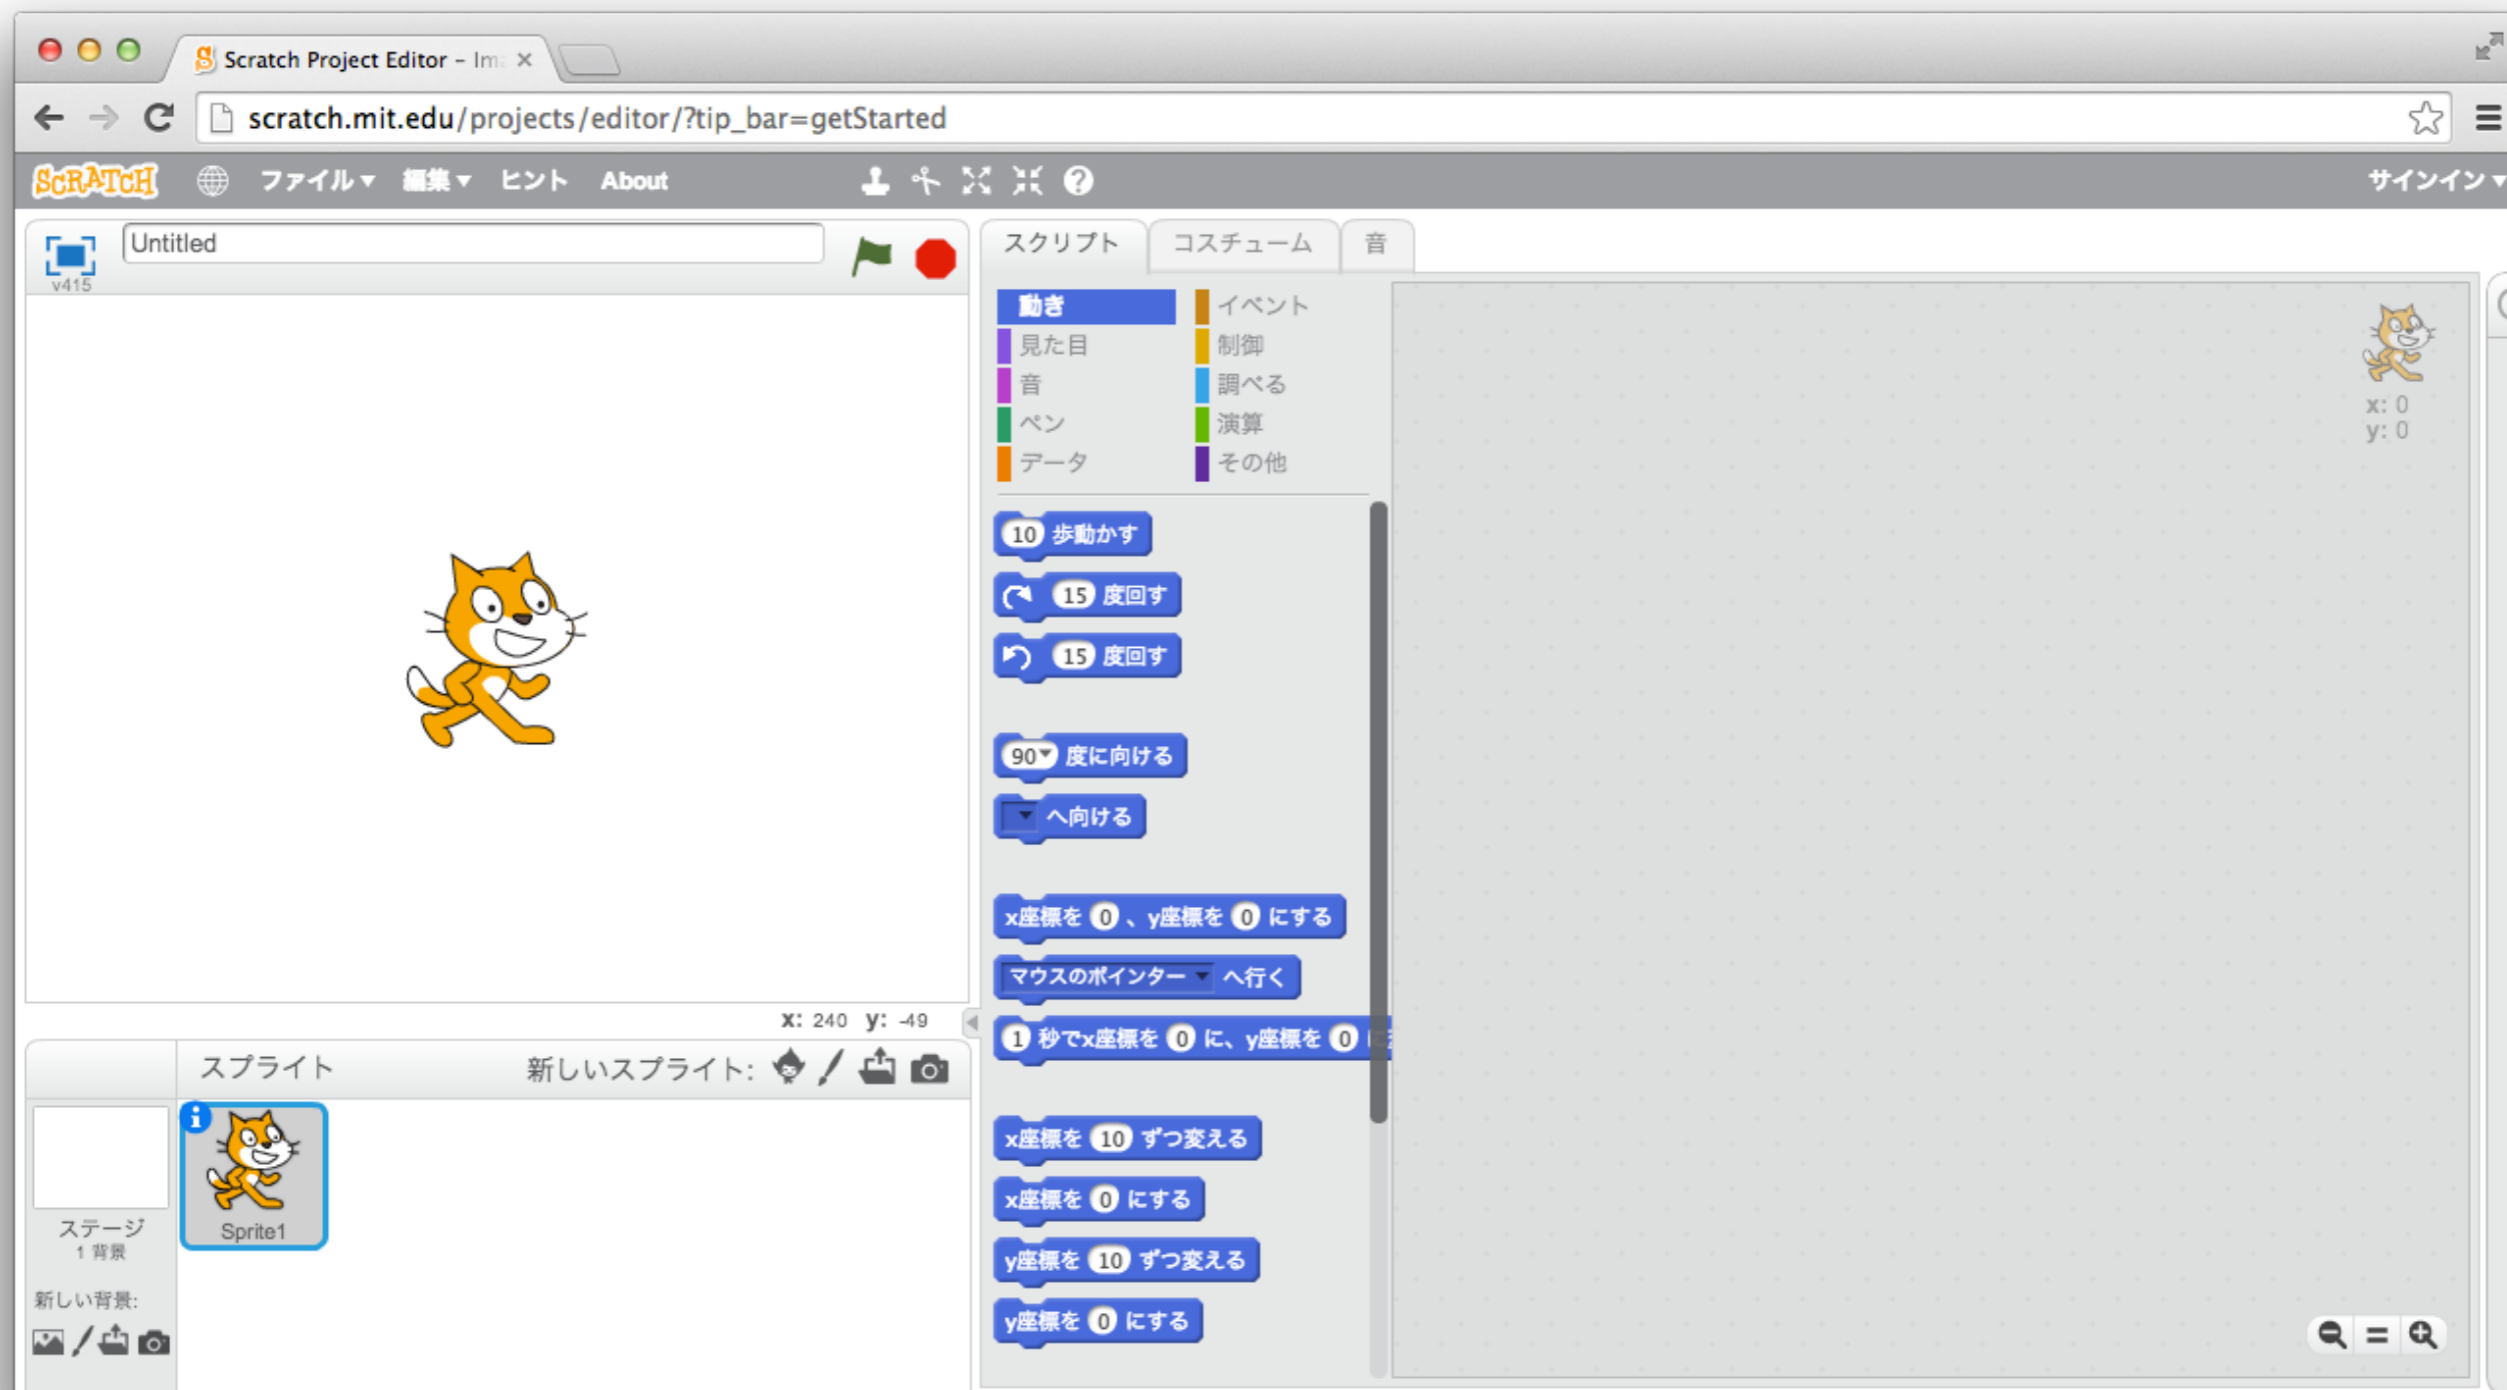 Scratch Project Editor – Im
scratch.mit.edu/projects/editor/?tip_bar=getStarted
SCRATCH ファイル▼ 編集▼ ヒント About サインイン▼
Untitled
v415
スクリプト コスチューム 音
動き イベント
見た目 制御
音 調べる
ペン 演算
データ その他
x: 0
y: 0
10 歩動かす
15 度回す
15 度回す
90▼ 度に向ける
へ向ける
x座標を 0 、y座標を 0 にする
マウスのポインター へ行く
1 秒でx座標を 0 に、y座標を 0 に
x座標を 10 ずつ変える
x座標を 0 にする
y座標を 10 ずつ変える
y座標を 0 にする
x: 240 y: -49
スプライト 新しいスプライト:
Sprite1
ステージ
1 背景
新しい背景: